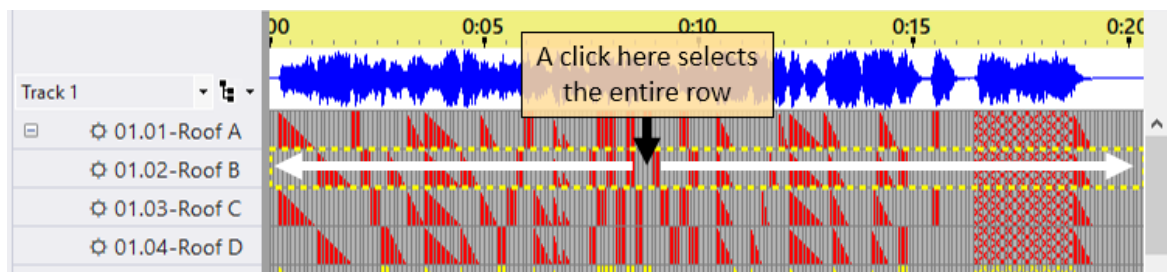 00 0:05 0:10 0:15 0:20
A click here selects
the entire row
Track 1
01.01-Roof A
01.02-Roof B
01.03-Roof C
01.04-Roof D